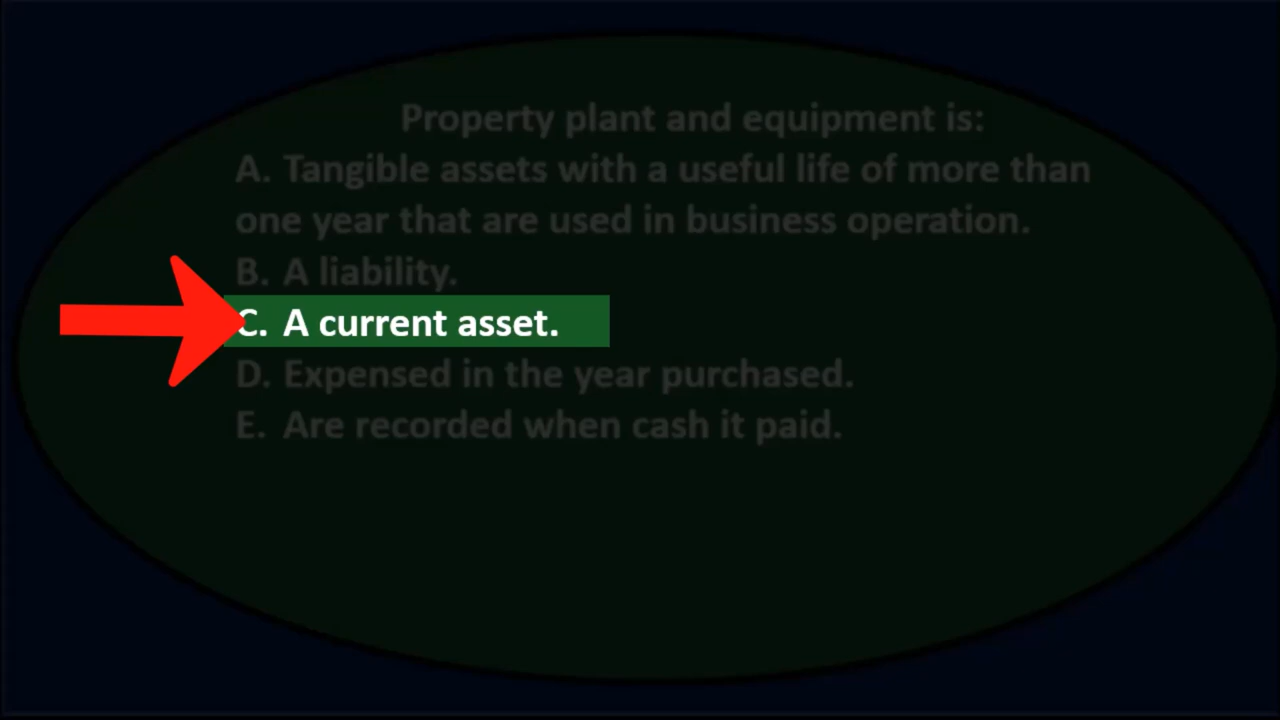 Property plant and equipment is:
A. Tangible assets with a useful life of more than
one year that are used in business operation.
B. A liability.
C. A current asset.
D. Expensed in the year purchased.
E. Are recorded when cash it paid.